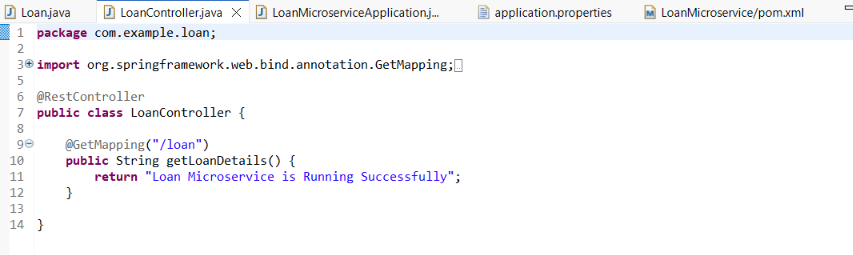 Loan.java LoanController.java LoanMicroserviceApplication.j... application.properties LoanMicroservice/pom.xml
1 package com.example.loan;
2
3 import org.springframework.web.bind.annotation.GetMapping;
5
6 @RestController
7 public class LoanController {
8
9 @GetMapping("/loan")
10 public String getLoanDetails() {
11 return "Loan Microservice is Running Successfully";
12 }
13
14 }